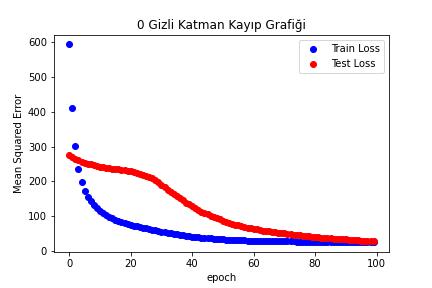 0 Gizli Katman Kayıp Grafiği
Train Loss
Test Loss
600
500
400
300
200
100
0
Mean Squared Error
0 20 40 60 80 100
epoch